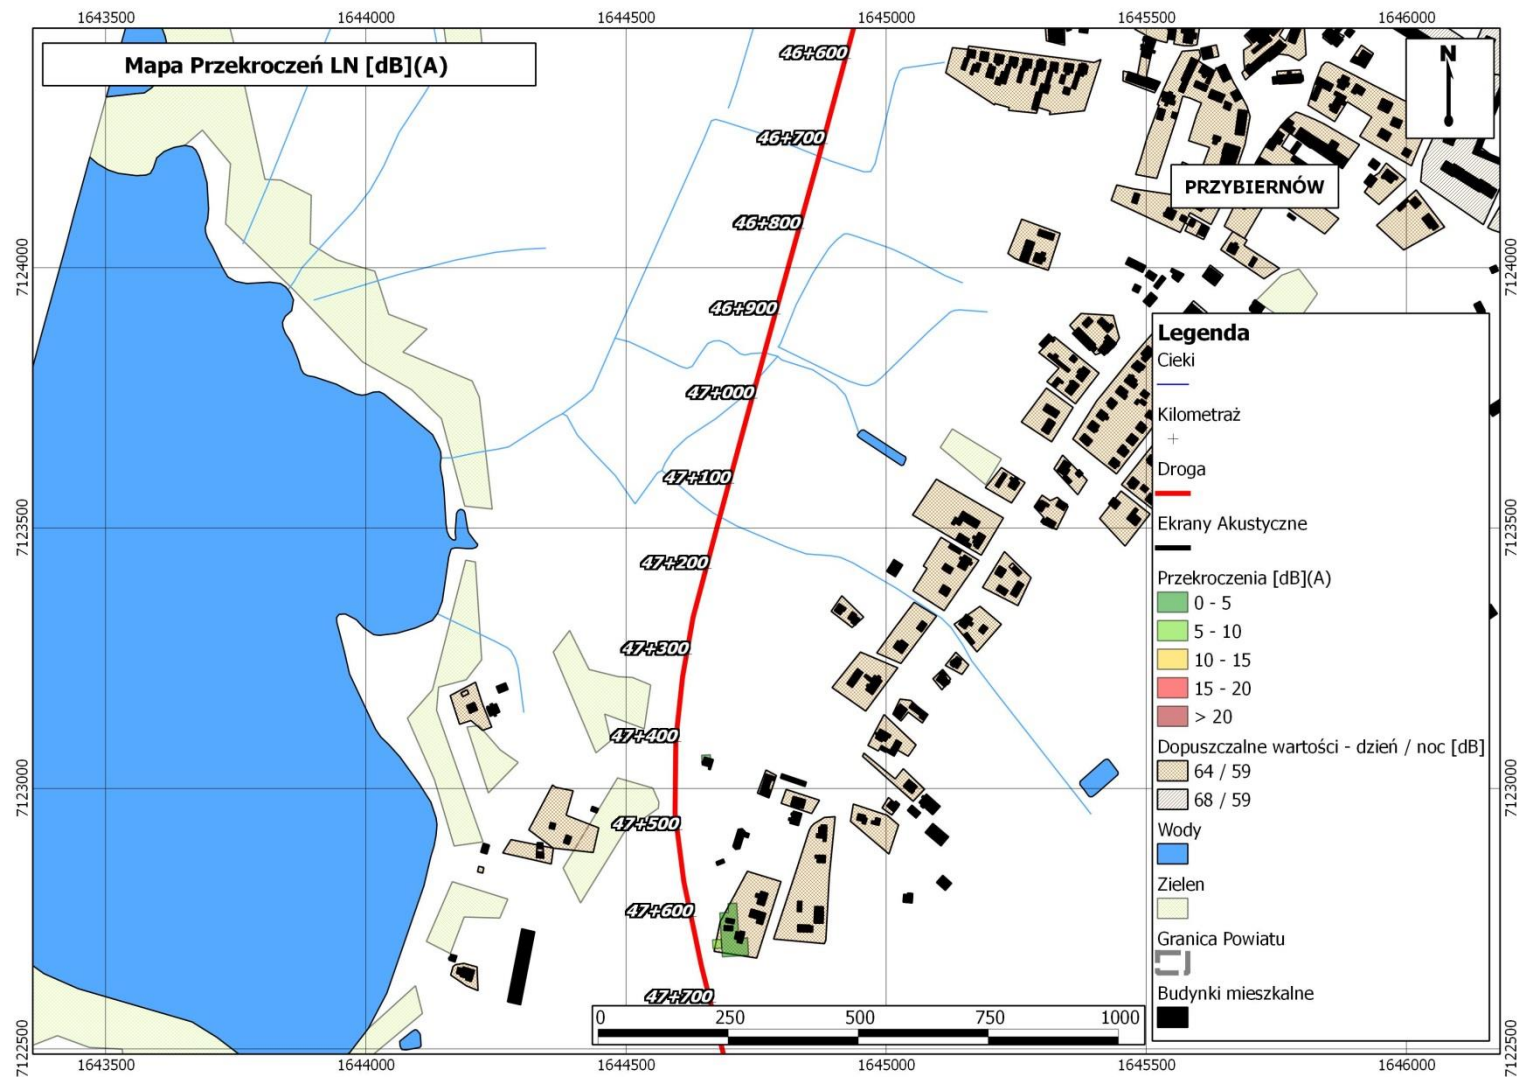 1643500
1644000
1644500
1645000
1645500
1646000
Mapa Przekroczeń LN [dB](A)
46+600
N
46+700
PRZYBIERNÓW
46+800
7124000
7124000
46+900
Legenda
Cieki
Kilometraż
Droga
Ekrany Akustyczne
Przekroczenia [dB](A)
0 - 5
5 - 10
10 - 15
15 - 20
> 20
Dopuszczalne wartości - dzień / noc [dB]
64 / 59
68 / 59
Wody
Zielen
Granica Powiatu
Budynki mieszkalne
47+000
47+100
7123500
7123500
47+200
47+300
47+400
7123000
7123000
47+500
47+600
47+700
0
250
500
750
1000
7122500
7122500
1643500
1644000
1644500
1645000
1645500
1646000